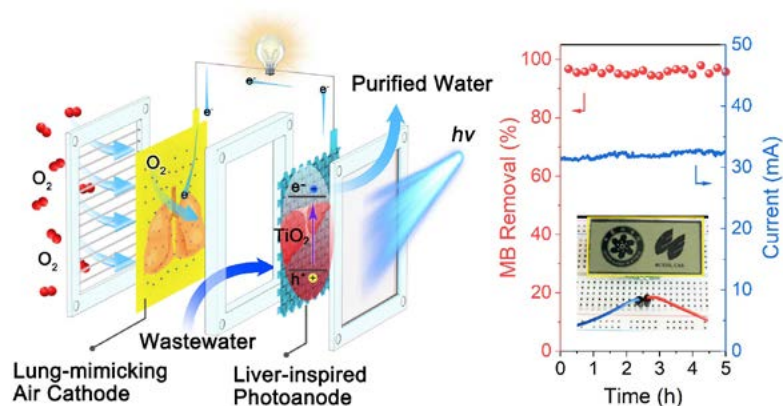 Purified Water
hν
e⁻
e⁻
e⁻
O₂
O₂
O₂
e⁻
e⁻
TiO₂
h⁺
Wastewater
Lung-mimicking
Air Cathode
Liver-inspired
Photoanode
MB Removal (%)
100
80
60
40
20
0
Current (mA)
50
40
30
20
10
0
0 1 2 3 4 5
Time (h)